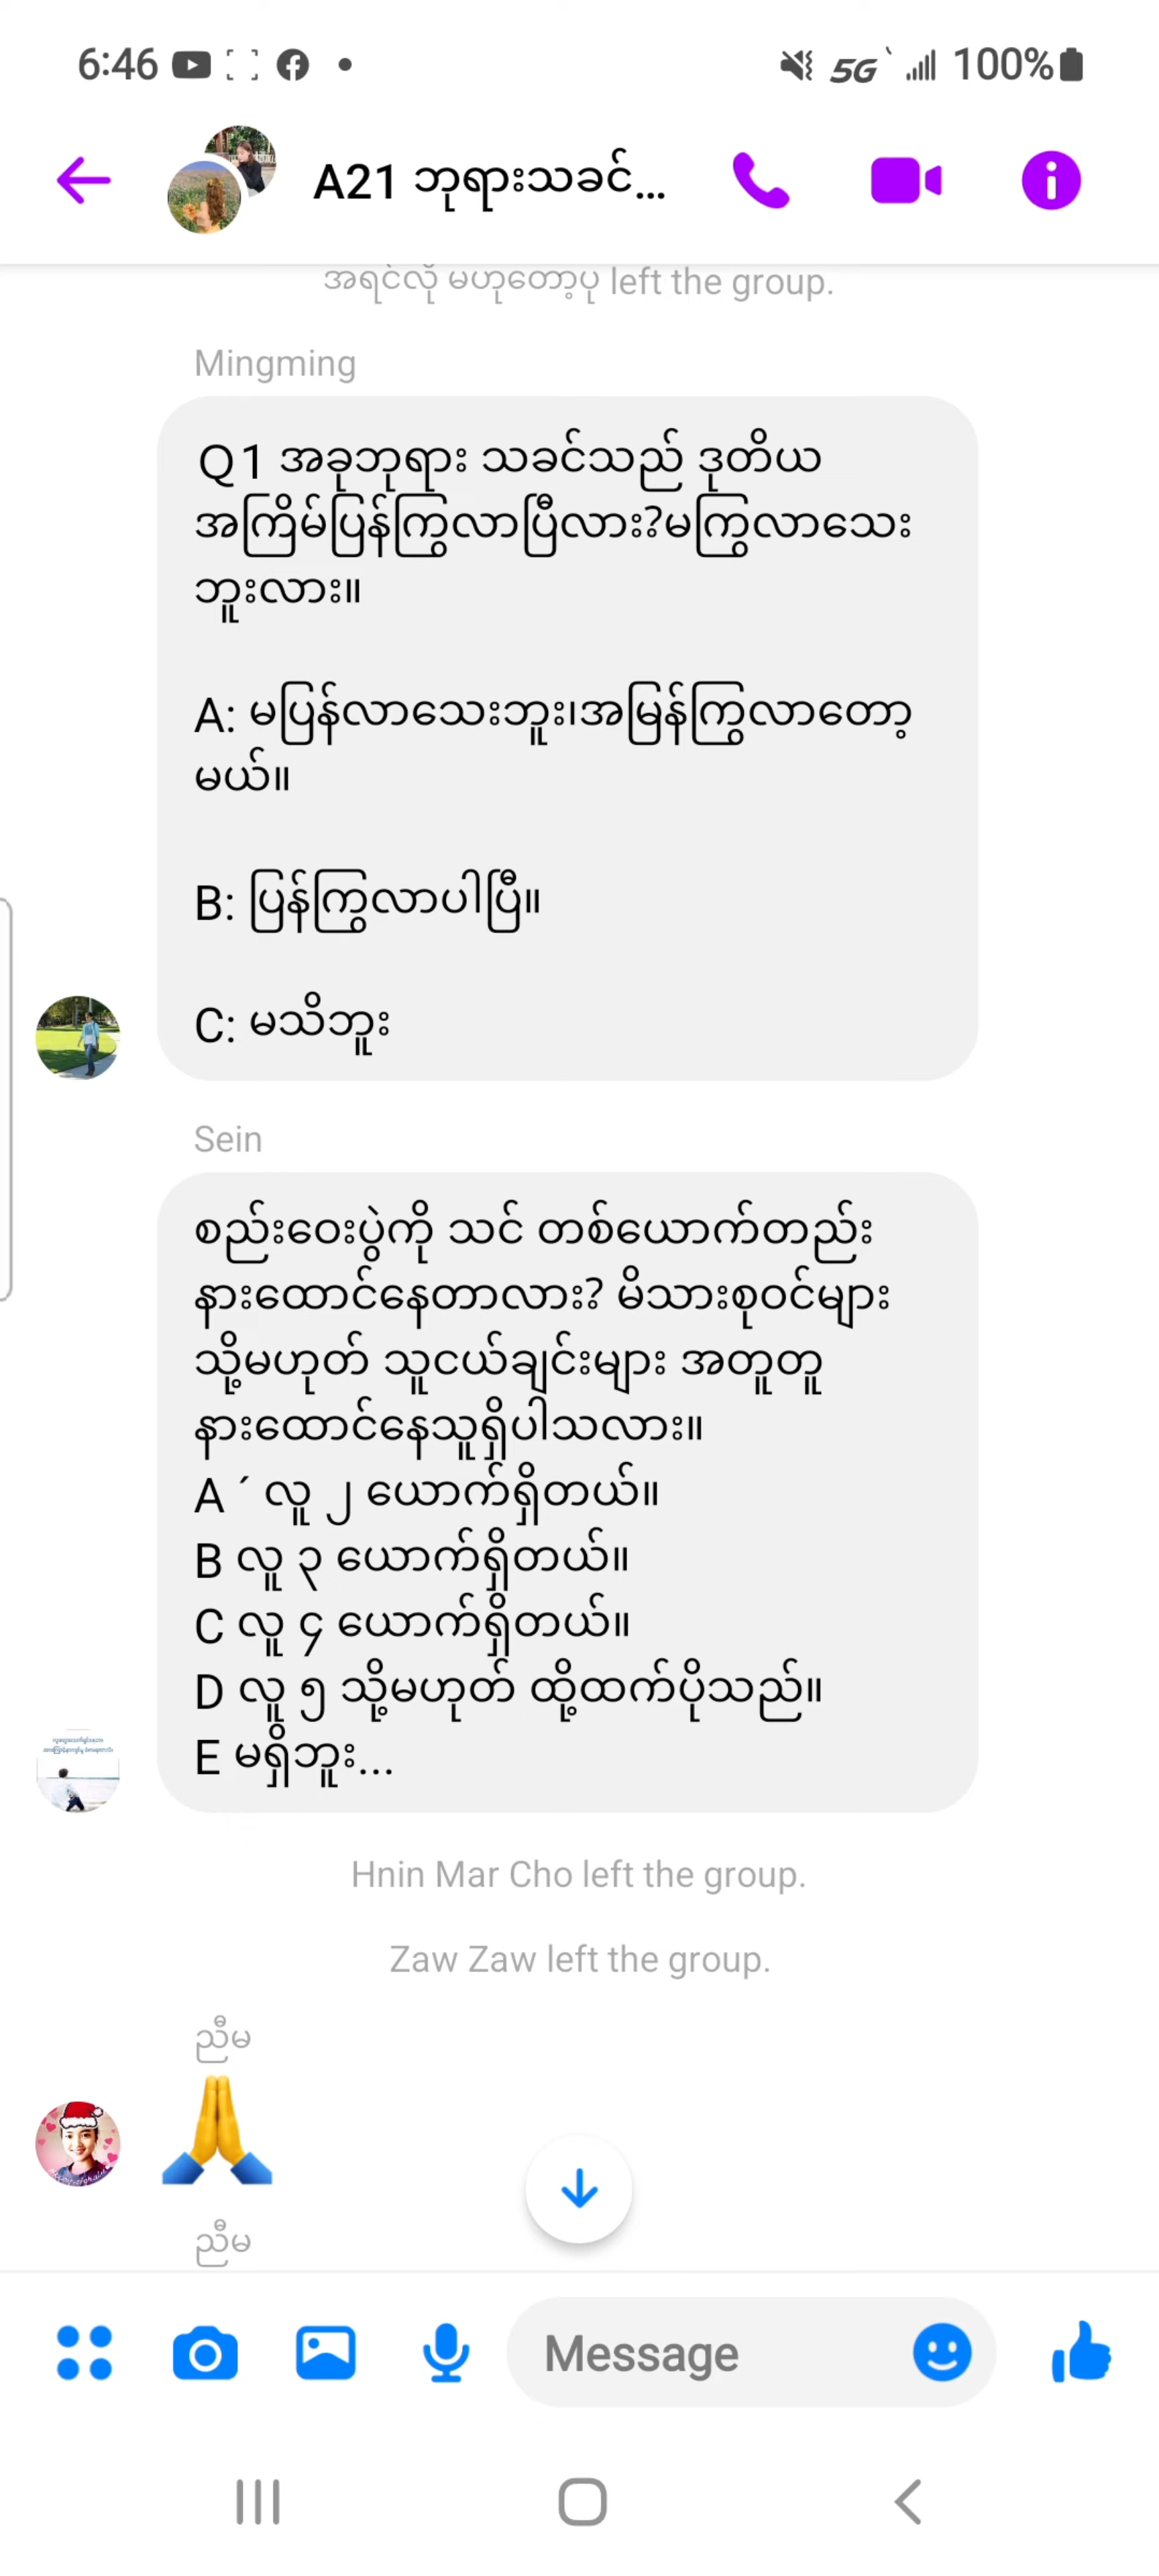 6:46
5G 100%
A21 ဘုရားသခင်...
အရင်လို မဟုတော့ပု left the group.
Mingming
Q1 အခုဘုရား သခင်သည် ဒုတိယ
အကြိမ်ပြန်ကြွလာပြီလား?မကြွလာသေး
ဘူးလား။
A: မပြန်လာသေးဘူး၊အမြန်ကြွလာတော့
မယ်။
B: ပြန်ကြွလာပါပြီ။
C: မသိဘူး
Sein
စည်းဝေးပွဲကို သင် တစ်ယောက်တည်း
နားထောင်နေတာလား? မိသားစုဝင်များ
သို့မဟုတ် သူငယ်ချင်းများ အတူတူ
နားထောင်နေသူရှိပါသလား။
A ´ လူ ၂ ယောက်ရှိတယ်။
B လူ ၃ ယောက်ရှိတယ်။
C လူ ၄ ယောက်ရှိတယ်။
D လူ ၅ သို့မဟုတ် ထို့ထက်ပိုသည်။
E မရှိဘူး...
Hnin Mar Cho left the group.
Zaw Zaw left the group.
ညီမ
ညီမ
Message